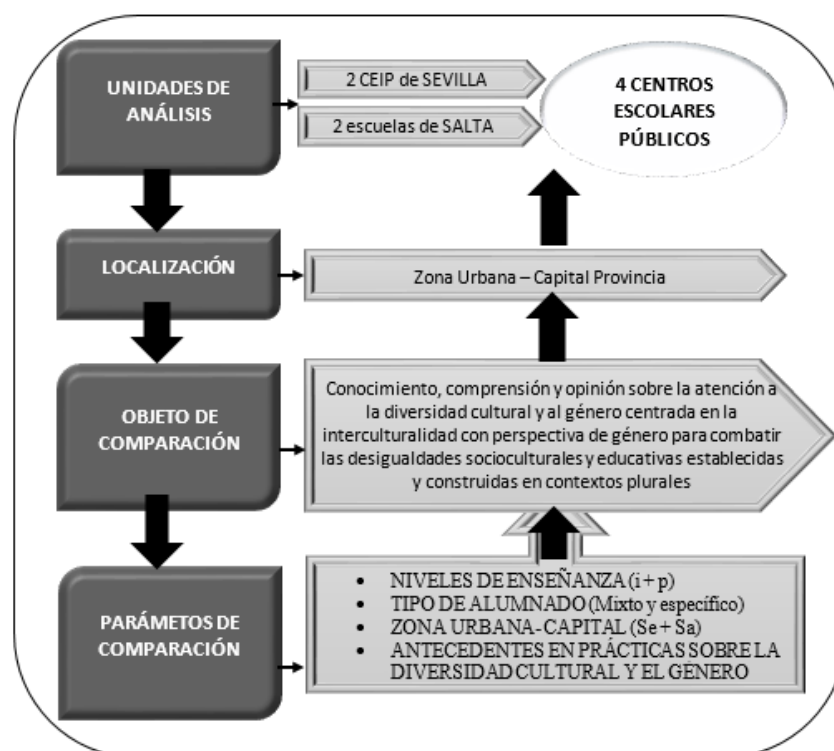 UNIDADES DE
ANÁLISIS
2 CEIP de SEVILLA
2 escuelas de SALTA
4 CENTROS
ESCOLARES
PÚBLICOS
LOCALIZACIÓN
Zona Urbana – Capital Provincia
OBJETO DE
COMPARACIÓN
Conocimiento, comprensión y opinión sobre la atención a
la diversidad cultural y al género centrada en la
interculturalidad con perspectiva de género para combatir
las desigualdades socioculturales y educativas establecidas
y construidas en contextos plurales
PARÁMETOS DE
COMPARACIÓN
• NIVELES DE ENSEÑANZA (i + p)
• TIPO DE ALUMNADO (Mixto y específico)
• ZONA URBANA-CAPITAL (Se + Sa)
• ANTECEDENTES EN PRÁCTICAS SOBRE LA
DIVERSIDAD CULTURAL Y EL GÉNERO